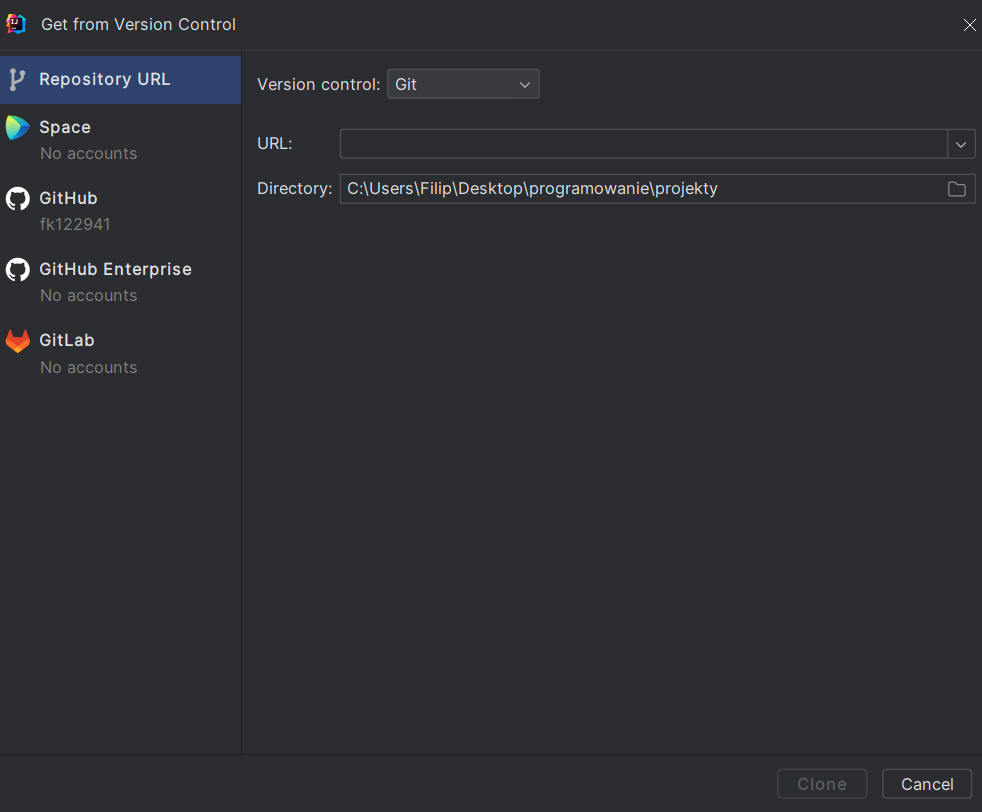 Get from Version Control
Repository URL
Space
No accounts
GitHub
fk122941
GitHub Enterprise
No accounts
GitLab
No accounts
Version control: Git
URL:
Directory: C:\Users\Filip\Desktop\programowanie\projekty
Clone
Cancel